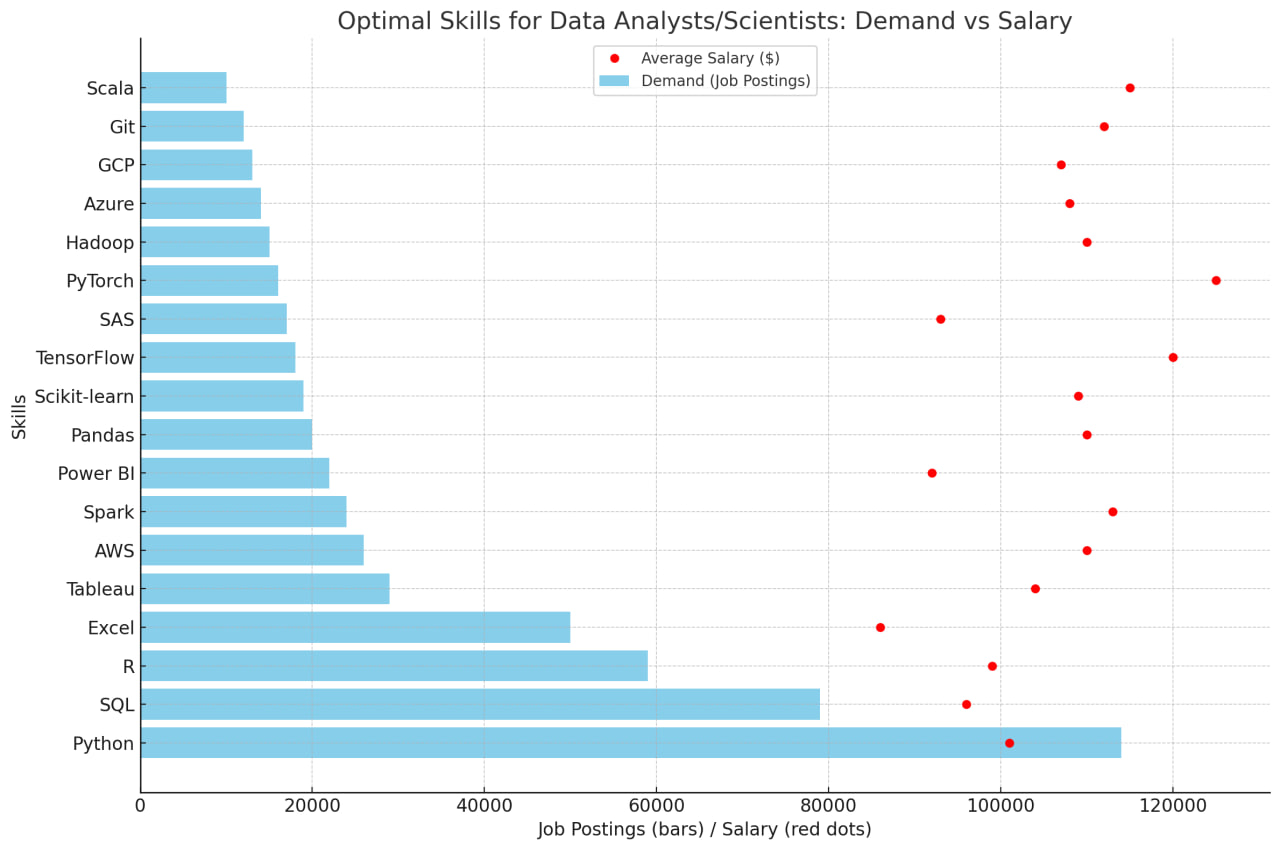 Optimal Skills for Data Analysts/Scientists: Demand vs Salary
Average Salary ($)
Demand (Job Postings)
Skills
Scala
Git
GCP
Azure
Hadoop
PyTorch
SAS
TensorFlow
Scikit-learn
Pandas
Power BI
Spark
AWS
Tableau
Excel
R
SQL
Python
0 20000 40000 60000 80000 100000 120000
Job Postings (bars) / Salary (red dots)